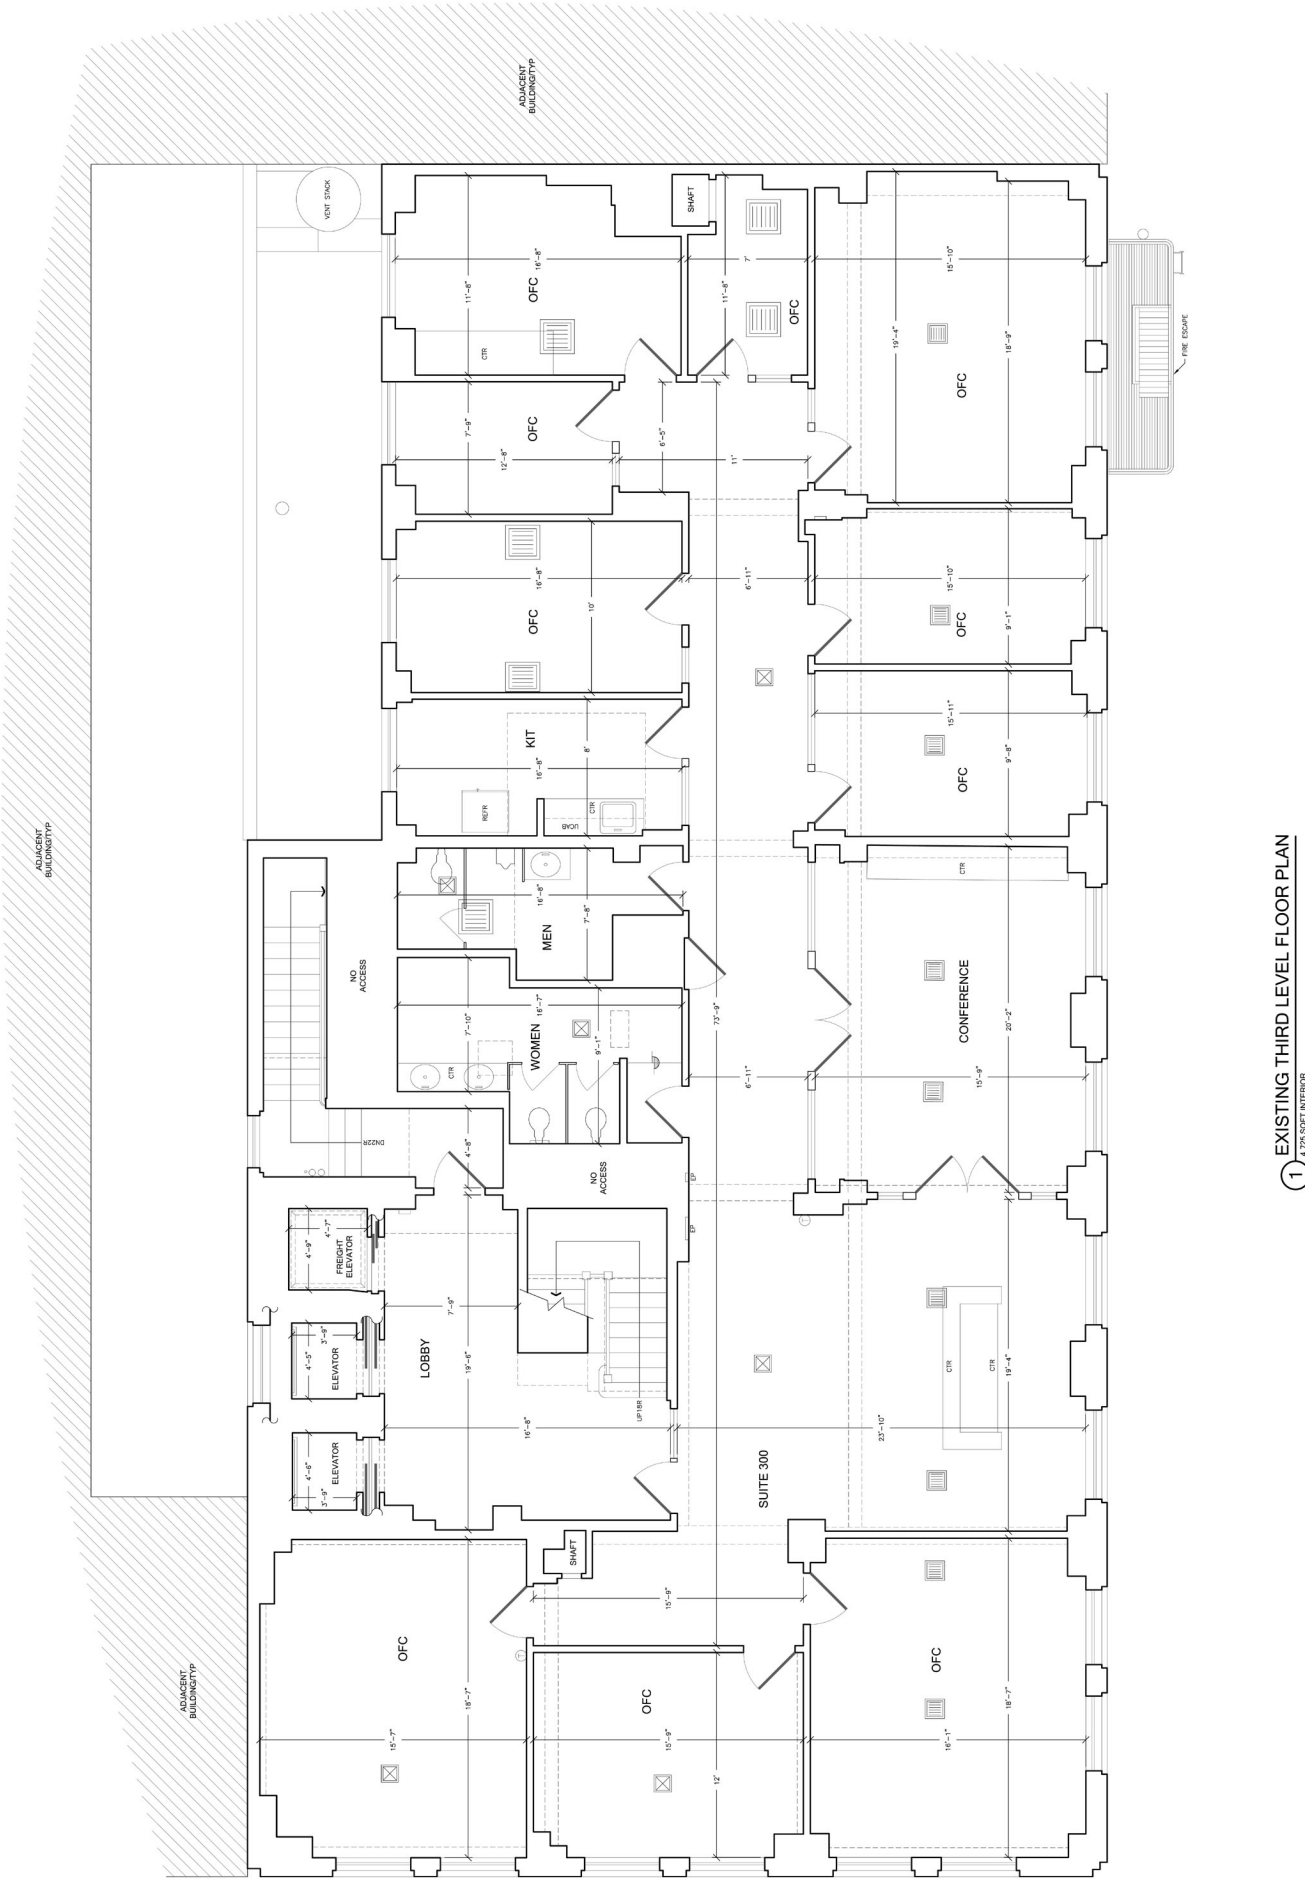 ADJACENT
BUILDING/TYP
ADJACENT
BUILDING/TYP
ADJACENT
BUILDING/TYP
VENT STACK
SHAFT
16'-8"
11'-8"
OFC
CTR
7'
11'-8"
OFC
15'-10"
19'-4"
18'-9"
OFC
FIRE ESCAPE
7'-9"
12'-8"
OFC
6'-5"
11'
16'-8"
10'
OFC
6'-11"
15'-10"
9'-1"
OFC
KIT
16'-8"
8'
REFR
UCAB
CTR
15'-11"
9'-8"
OFC
16'-8"
7'-8"
MEN
NO
ACCESS
DN22R
7'-10"
16'-7"
WOMEN
9'-1"
CTR
73'-9"
6'-11"
CTR
CONFERENCE
20'-2"
15'-9"
4'-8"
NO
ACCESS
EP
EP
4'-7"
4'-9"
FREIGHT
ELEVATOR
3'-9"
4'-5"
ELEVATOR
4'-6"
3'-9"
ELEVATOR
7'-9"
LOBBY
19'-6"
16'-8"
UP18R
T
CTR
CTR
19'-4"
23'-10"
SUITE 300
SHAFT
15'-9"
OFC
T
18'-7"
15'-7"
OFC
15'-9"
12'
OFC
18'-7"
16'-1"
1
EXISTING THIRD LEVEL FLOOR PLAN
4,725 SQFT INTERIOR